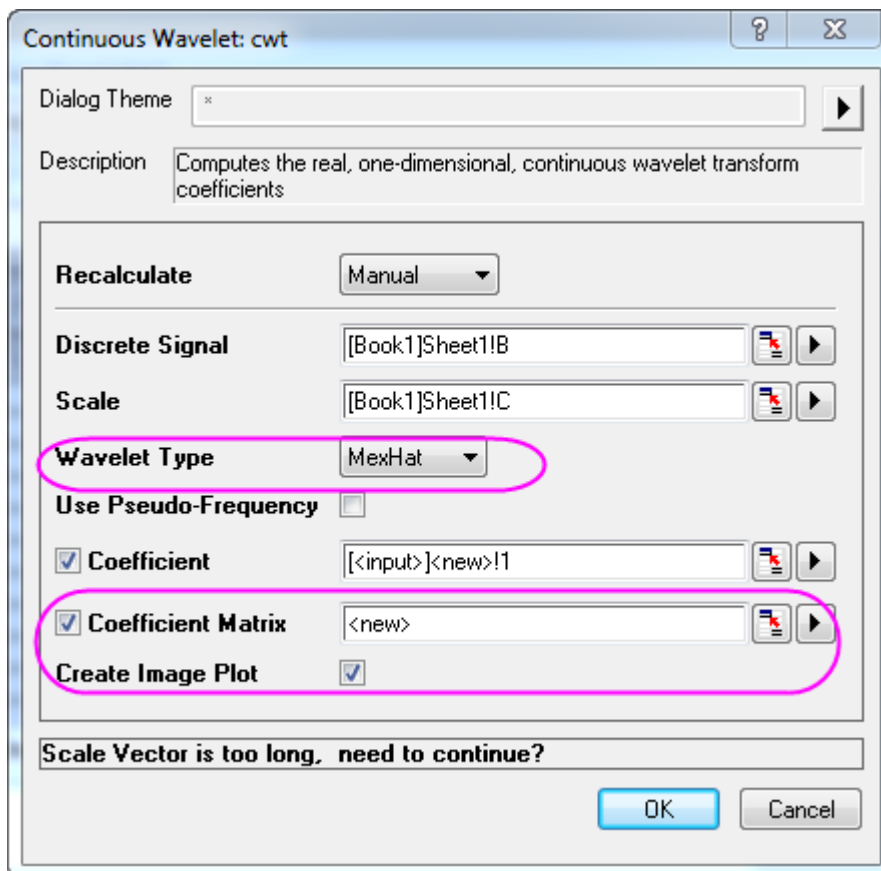 Continuous Wavelet: cwt
Dialog Theme *
Description Computes the real, one-dimensional, continuous wavelet transform
coefficients
Recalculate Manual
Discrete Signal [Book1]Sheet1!B
Scale [Book1]Sheet1!C
Wavelet Type MexHat
Use Pseudo-Frequency
Coefficient [<input>]<new>!1
Coefficient Matrix <new>
Create Image Plot
Scale Vector is too long, need to continue?
OK Cancel